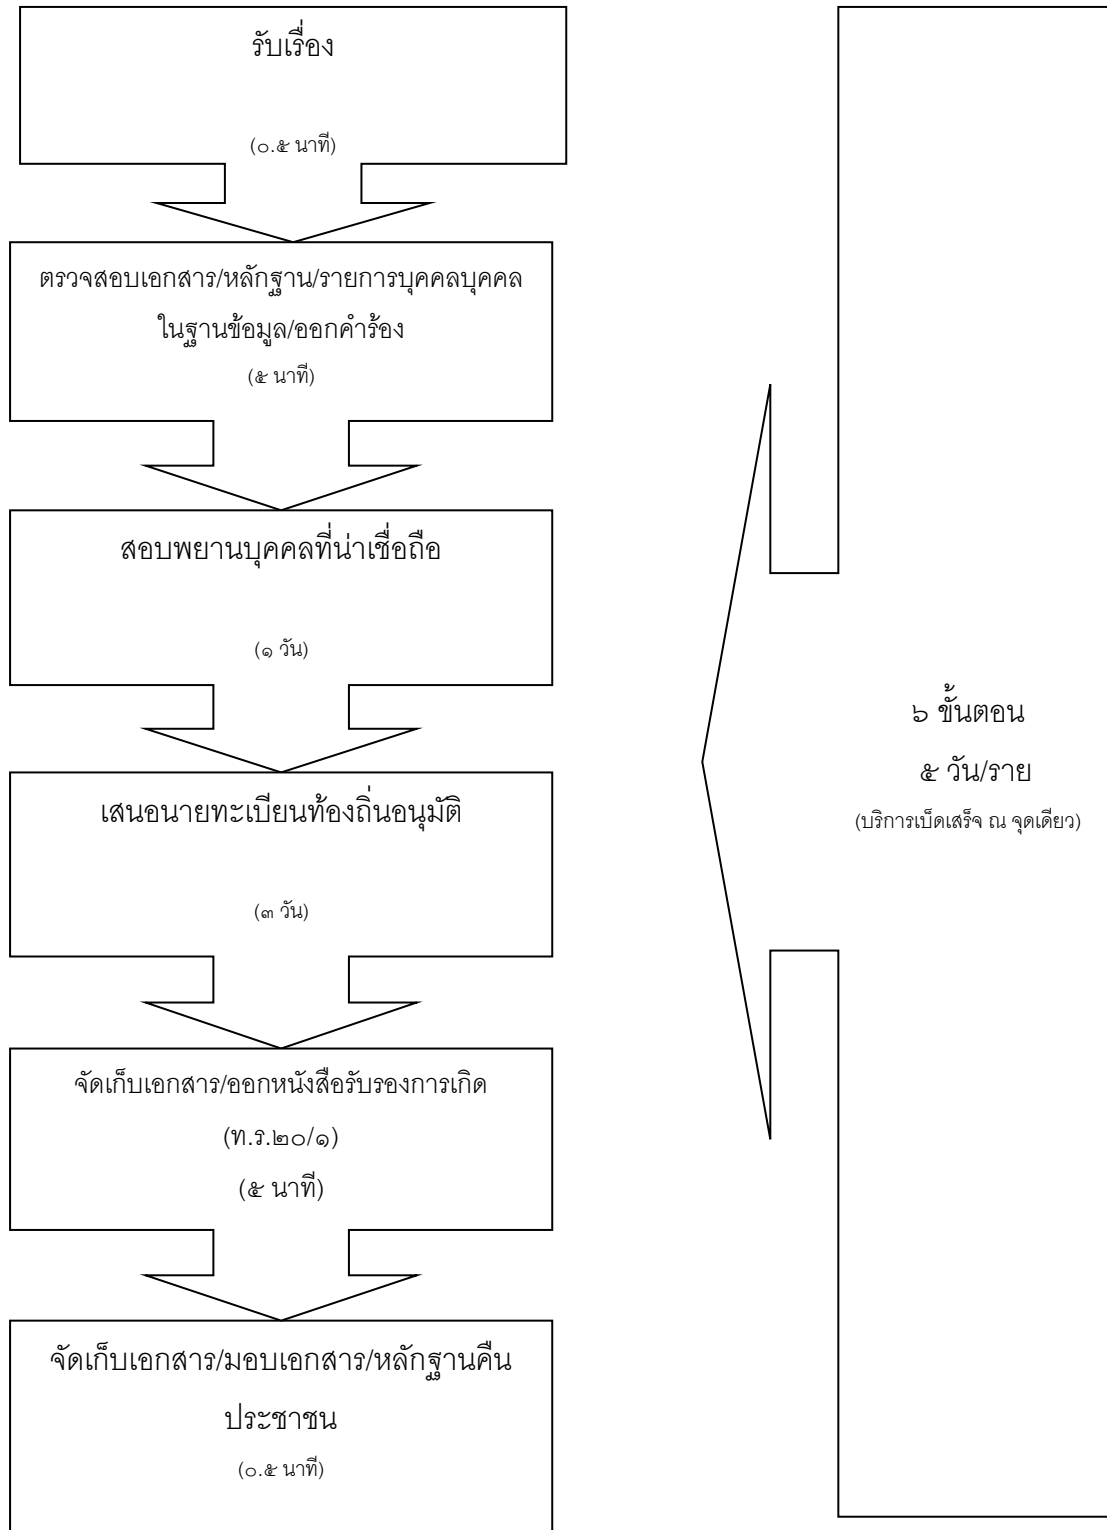 รับเรื่อง
(๐.๕ นาที)
ตรวจสอบเอกสาร/หลักฐาน/รายการบุคคลบุคคล
ในฐานข้อมูล/ออกคำร้อง
(๕ นาที)
สอบพยานบุคคลที่น่าเชื่อถือ
(๑ วัน)
เสนอนายทะเบียนท้องถิ่นอนุมัติ
(๓ วัน)
จัดเก็บเอกสาร/ออกหนังสือรับรองการเกิด
(ท.ร.๒๐/๑)
(๕ นาที)
จัดเก็บเอกสาร/มอบเอกสาร/หลักฐานคืน
ประชาชน
(๐.๕ นาที)
๖ ขั้นตอน
๕ วัน/ราย
(บริการเบ็ดเสร็จ ณ จุดเดียว)